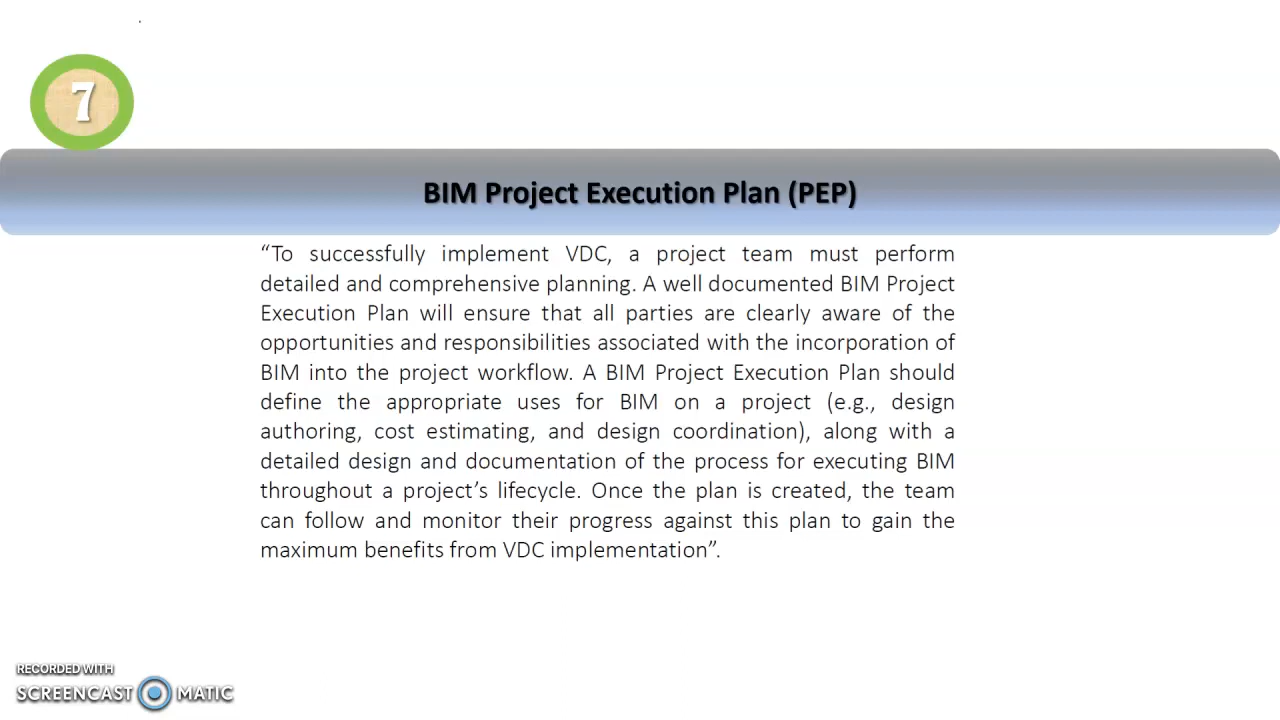 7
BIM Project Execution Plan (PEP)
“To successfully implement VDC, a project team must perform
detailed and comprehensive planning. A well documented BIM Project
Execution Plan will ensure that all parties are clearly aware of the
opportunities and responsibilities associated with the incorporation of
BIM into the project workflow. A BIM Project Execution Plan should
define the appropriate uses for BIM on a project (e.g., design
authoring, cost estimating, and design coordination), along with a
detailed design and documentation of the process for executing BIM
throughout a project’s lifecycle. Once the plan is created, the team
can follow and monitor their progress against this plan to gain the
maximum benefits from VDC implementation”.
RECORDED WITH
SCREENCAST MATIC